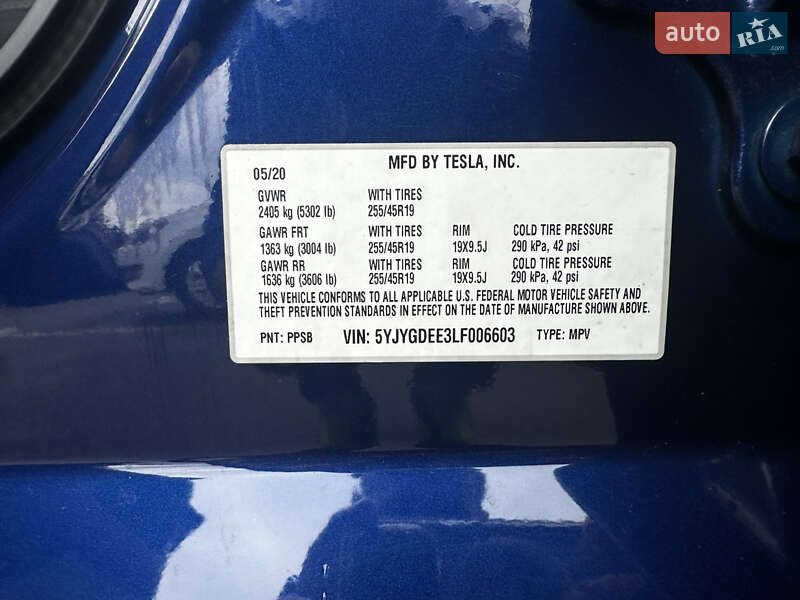 auto RIA.com
MFD BY TESLA, INC.
05/20
GVWR WITH TIRES
2405 kg (5302 lb) 255/45R19
GAWR FRT WITH TIRES RIM COLD TIRE PRESSURE
1363 kg (3004 lb) 255/45R19 19X9.5J 290 kPa, 42 psi
GAWR RR WITH TIRES RIM COLD TIRE PRESSURE
1636 kg (3606 lb) 255/45R19 19X9.5J 290 kPa, 42 psi
THIS VEHICLE CONFORMS TO ALL APPLICABLE U.S. FEDERAL MOTOR VEHICLE SAFETY AND
THEFT PREVENTION STANDARDS IN EFFECT ON THE DATE OF MANUFACTURE SHOWN ABOVE.
PNT: PPSB VIN: 5YJYGDEE3LF006603 TYPE: MPV